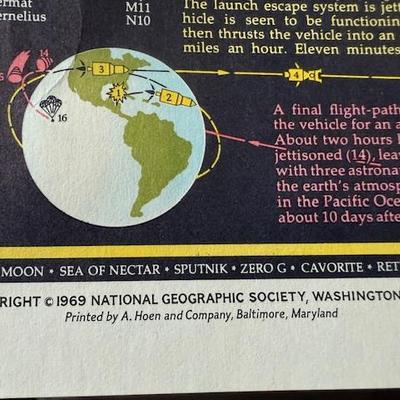 ermat
ernelius
M11
N10
The launch escape system is jett
hicle is seen to be functionin
then thrusts the vehicle into an
miles an hour. Eleven minutes
3
4
1
2
16
A final flight-path
the vehicle for an a
About two hours l
jettisoned (14), leav
with three astronau
the earth's atmosp
in the Pacific Oce
about 10 days afte
MOON • SEA OF NECTAR • SPUTNIK • ZERO G • CAVORITE • RET
RIGHT © 1969 NATIONAL GEOGRAPHIC SOCIETY, WASHINGTON
Printed by A. Hoen and Company, Baltimore, Maryland